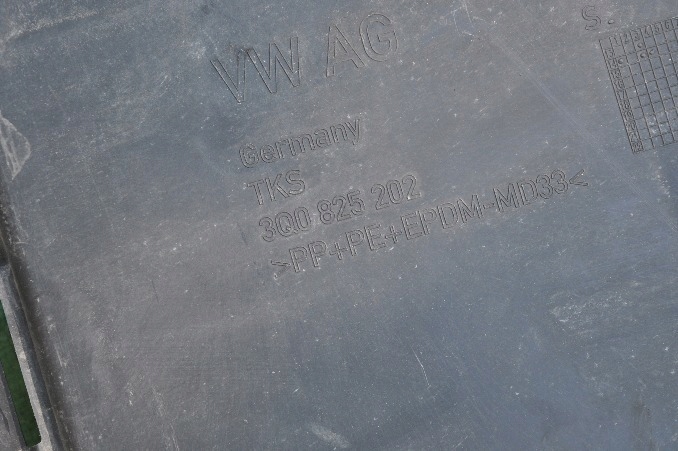 VW AG
S.
Germany
TKS
3Q0 825 202
>PP+PE+EPDM-MD33<